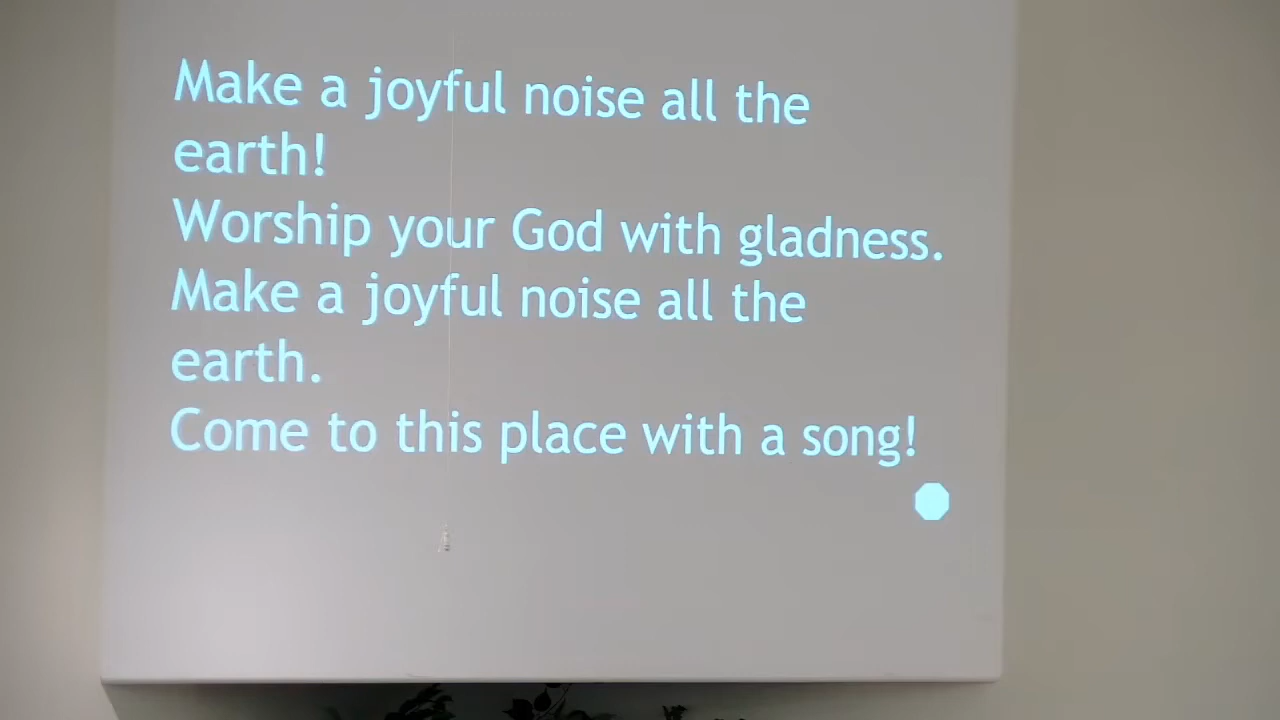 Make a joyful noise all the
earth!
Worship your God with gladness.
Make a joyful noise all the
earth.
Come to this place with a song!